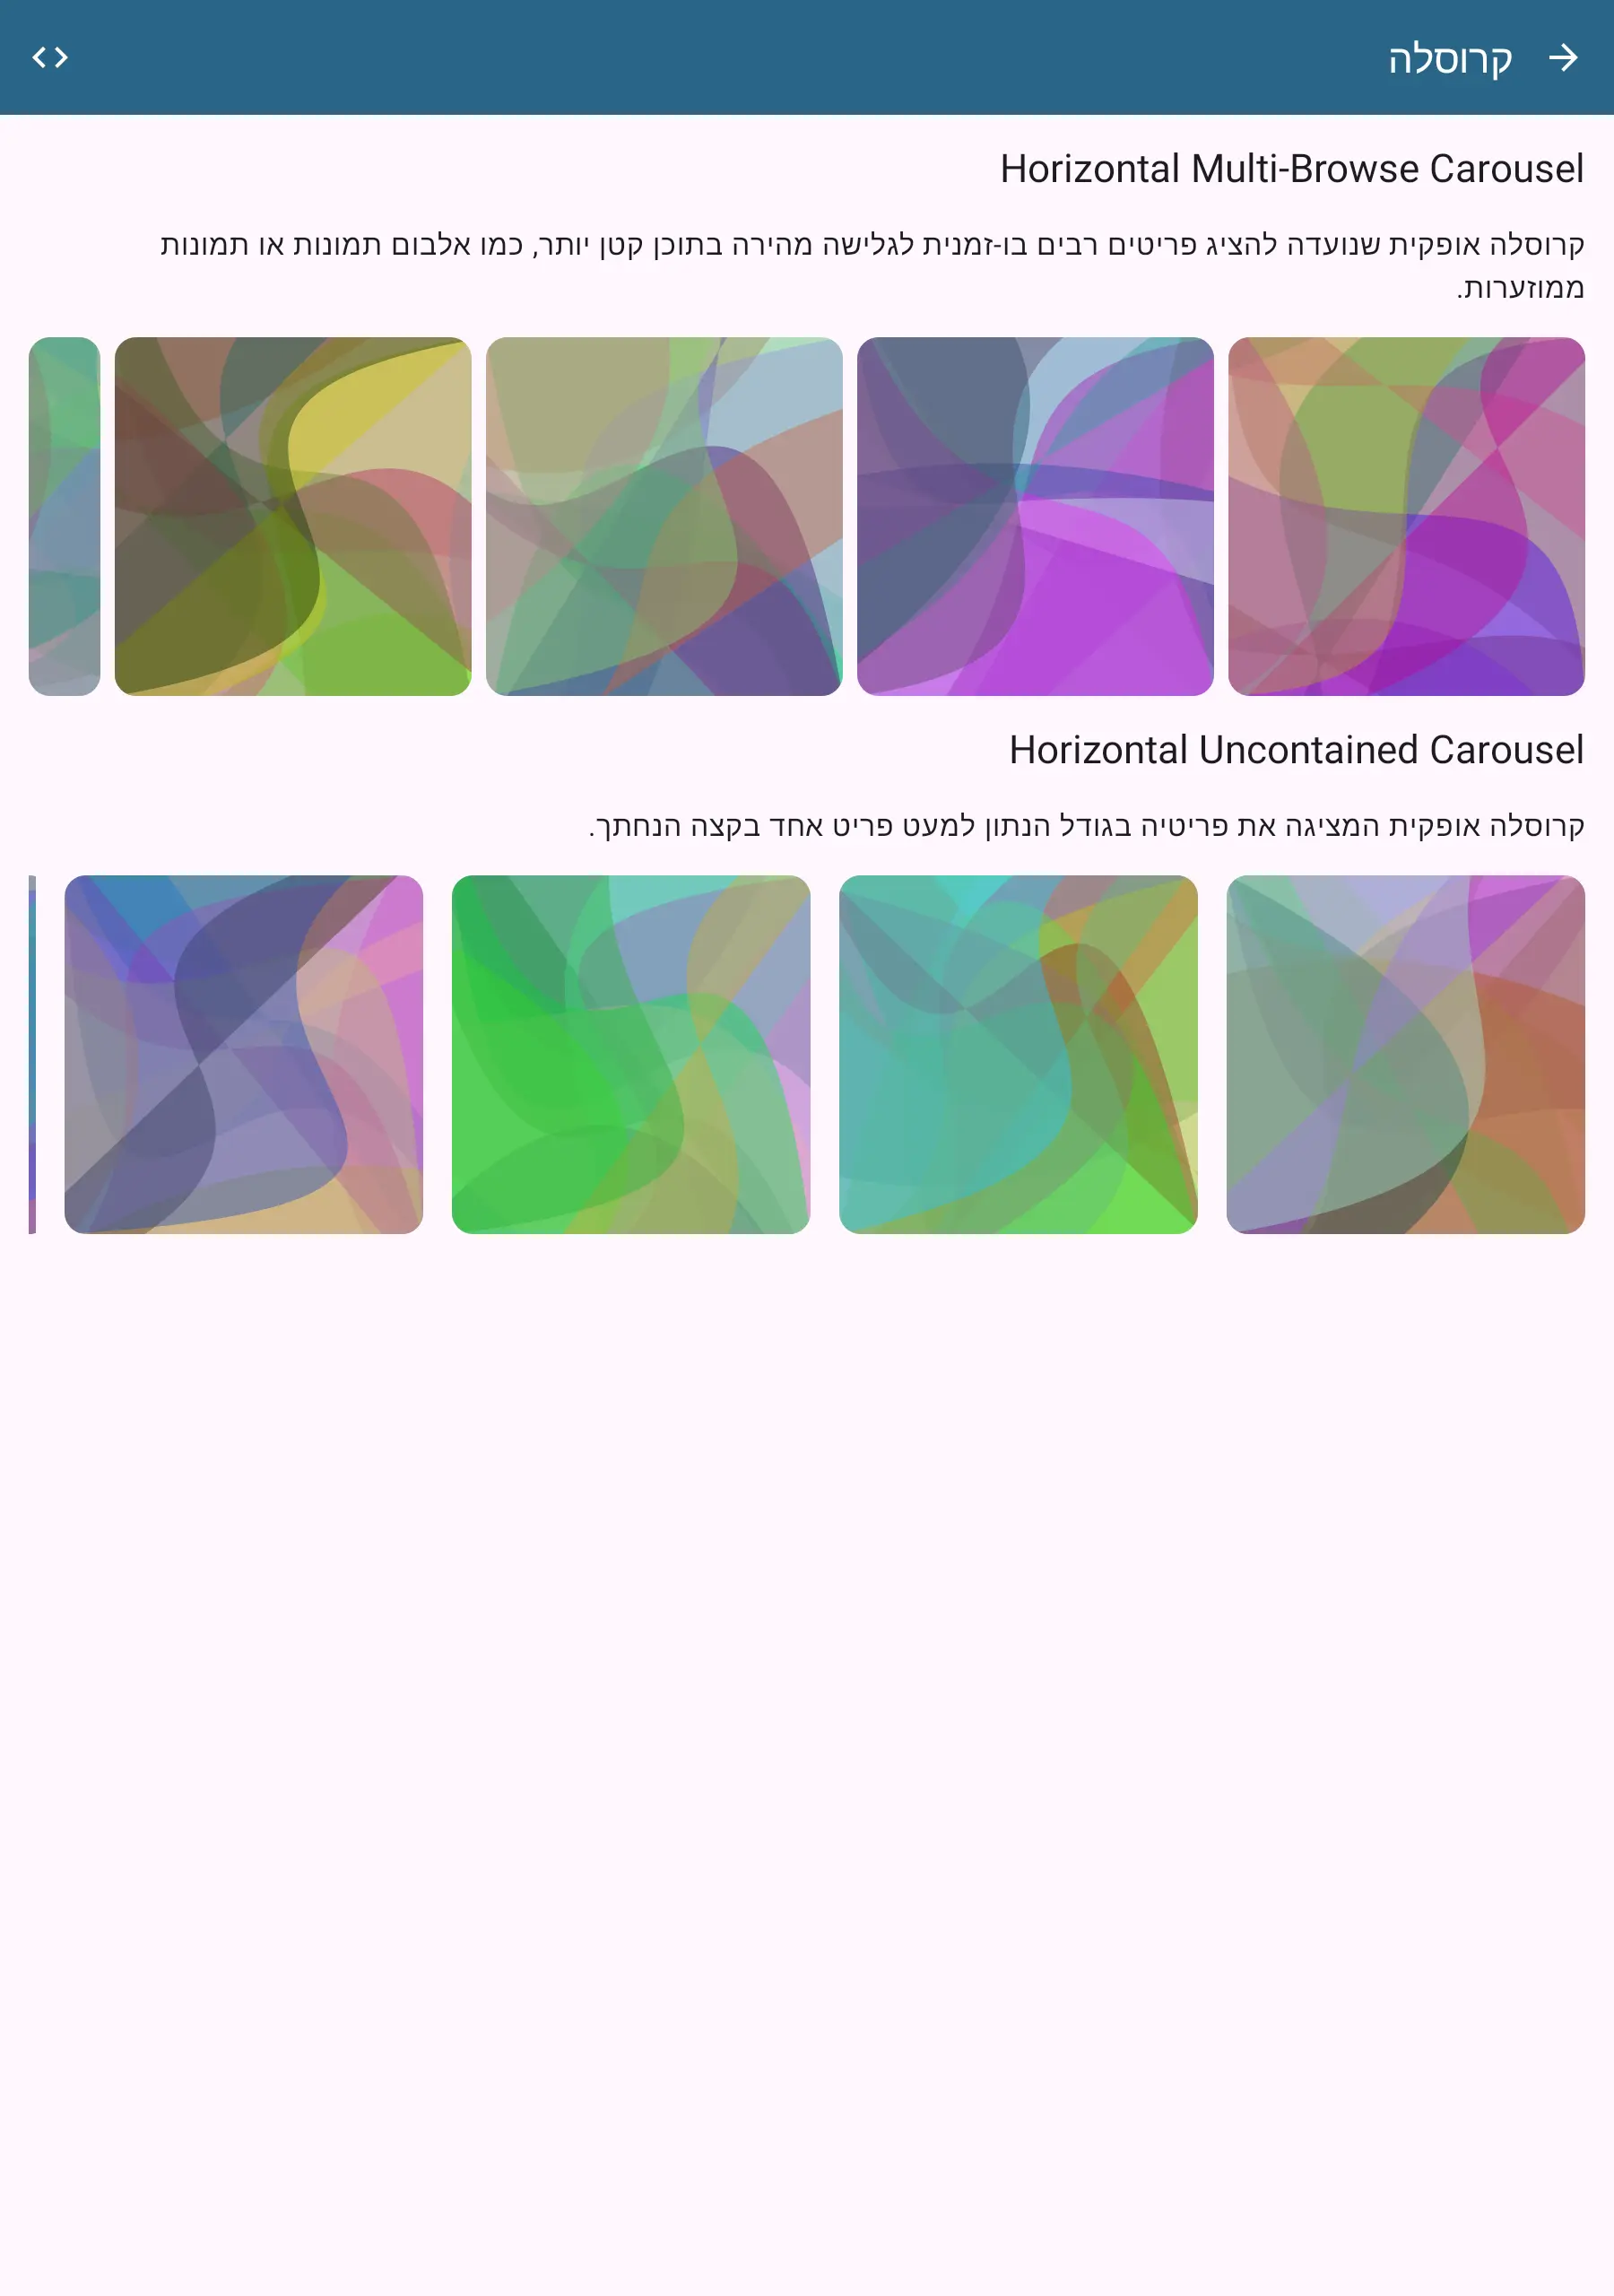 קרוסלה
Horizontal Multi-Browse Carousel
קרוסלה אופקית שנועדה להציג פריטים רבים בו-זמנית לגלישה מהירה בתוכן קטן יותר, כמו אלבום תמונות או תמונות
ממוזערות.
Horizontal Uncontained Carousel
קרוסלה אופקית המציגה את פריטיה בגודל הנתון למעט פריט אחד בקצה הנחתך.